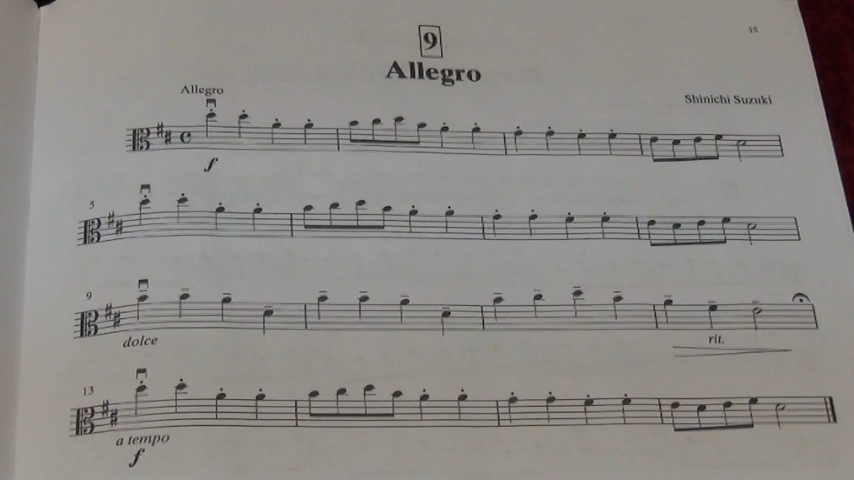 15
9
Allegro
Allegro
Shinichi Suzuki
f
5
9
dolce
rit.
13
a tempo
f